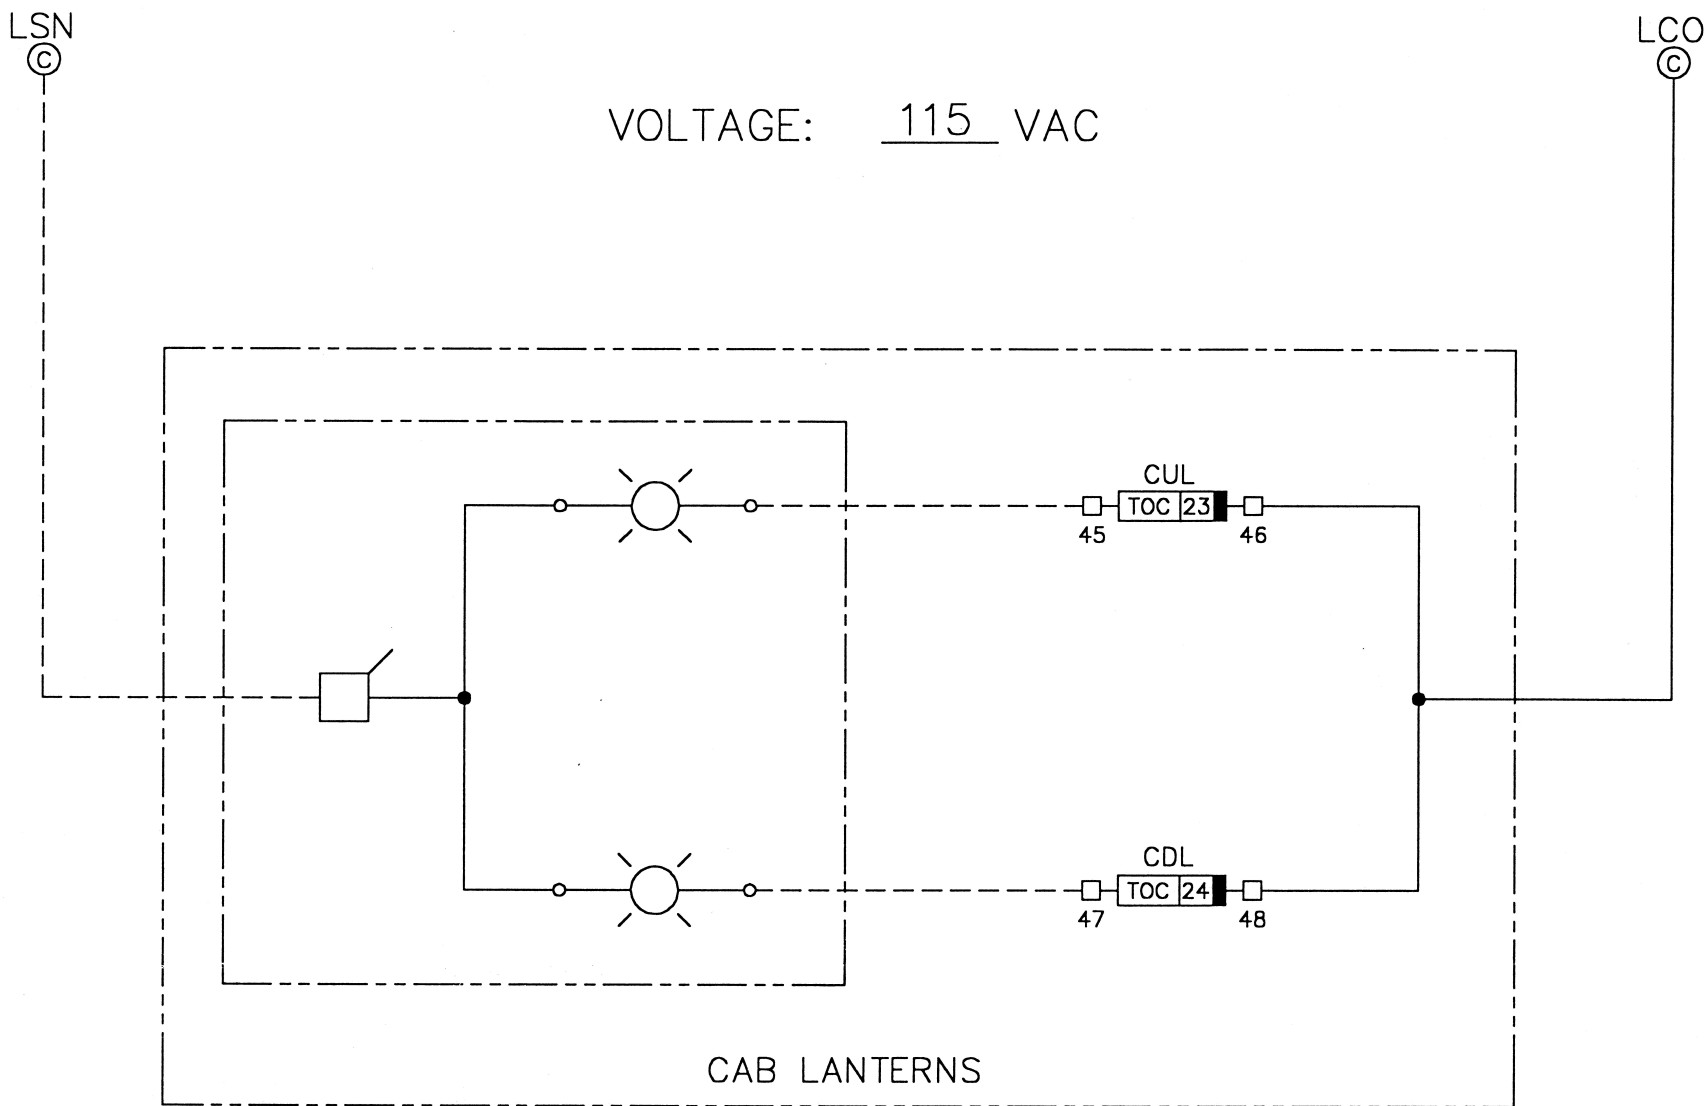 LSN
C
LCO
C
VOLTAGE: 115 VAC
CUL
TOC 23
45
46
CDL
TOC 24
47
48
CAB LANTERNS